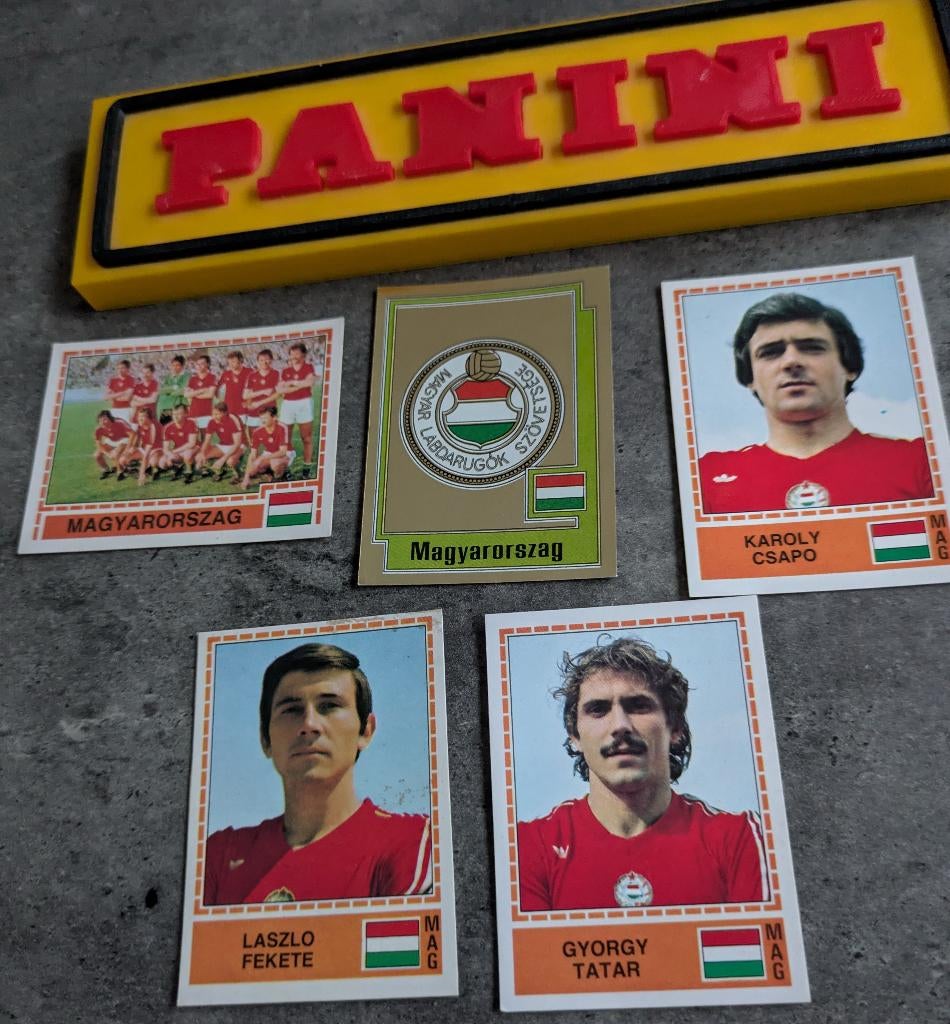 PANINI
MAGYARORSZAG
MAGYAR LABDARUGÓK SZÖVETSÉGE
Magyarorszag
KAROLY
CSAPO
MAG
LASZLO
FEKETE
MAG
GYORGY
TATAR
MAG